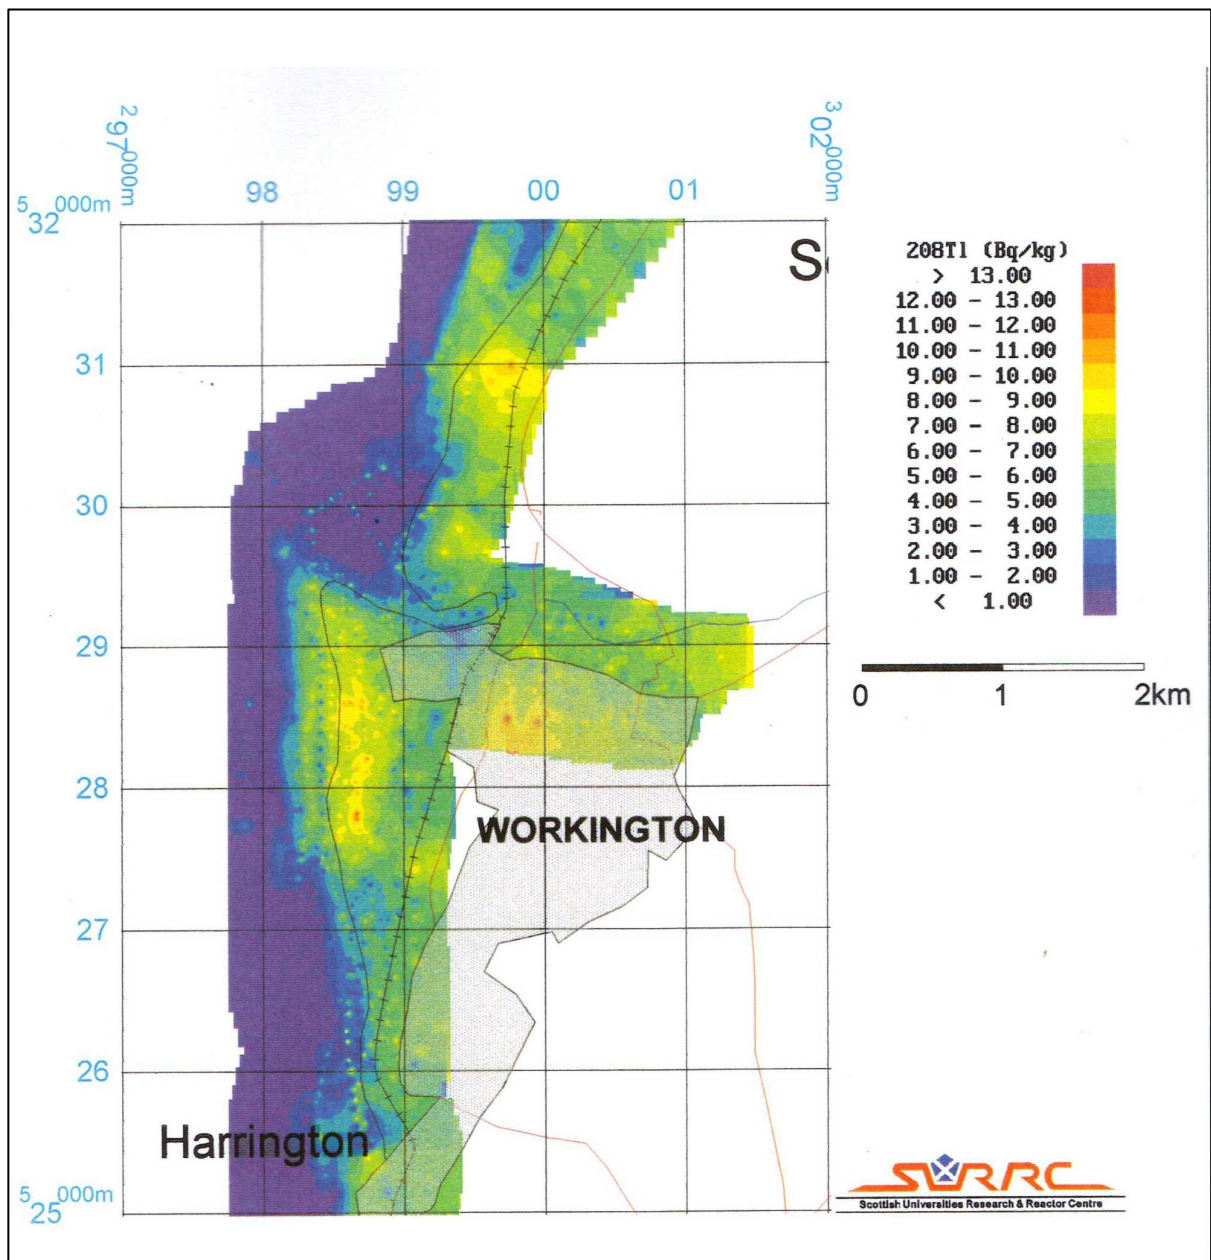 2 97000m
3 02000m
98 99 00 01
5 32000m
S
31
30
29
28
27
26
5 25000m
208Tl (Bq/kg)
> 13.00
12.00 - 13.00
11.00 - 12.00
10.00 - 11.00
9.00 - 10.00
8.00 - 9.00
7.00 - 8.00
6.00 - 7.00
5.00 - 6.00
4.00 - 5.00
3.00 - 4.00
2.00 - 3.00
1.00 - 2.00
< 1.00
0 1 2km
WORKINGTON
Harrington
SURRC
Scottish Universities Research & Reactor Centre